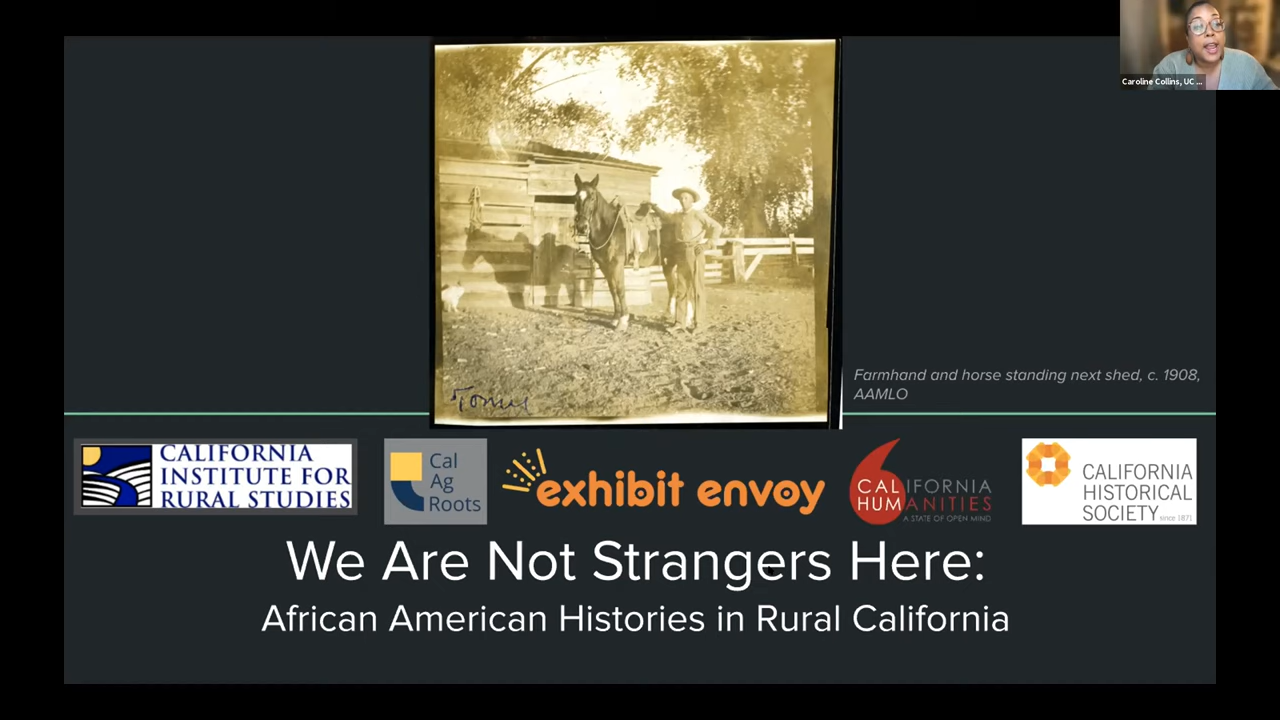 Caroline Collins, UC ...
Farmhand and horse standing next shed, c. 1908,
AAMLO
CALIFORNIA
INSTITUTE FOR
RURAL STUDIES
Cal
Ag
Roots
exhibit envoy
CALIFORNIA
HUMANITIES
A STATE OF OPEN MIND
CALIFORNIA
HISTORICAL
SOCIETY since 1871
We Are Not Strangers Here:
African American Histories in Rural California